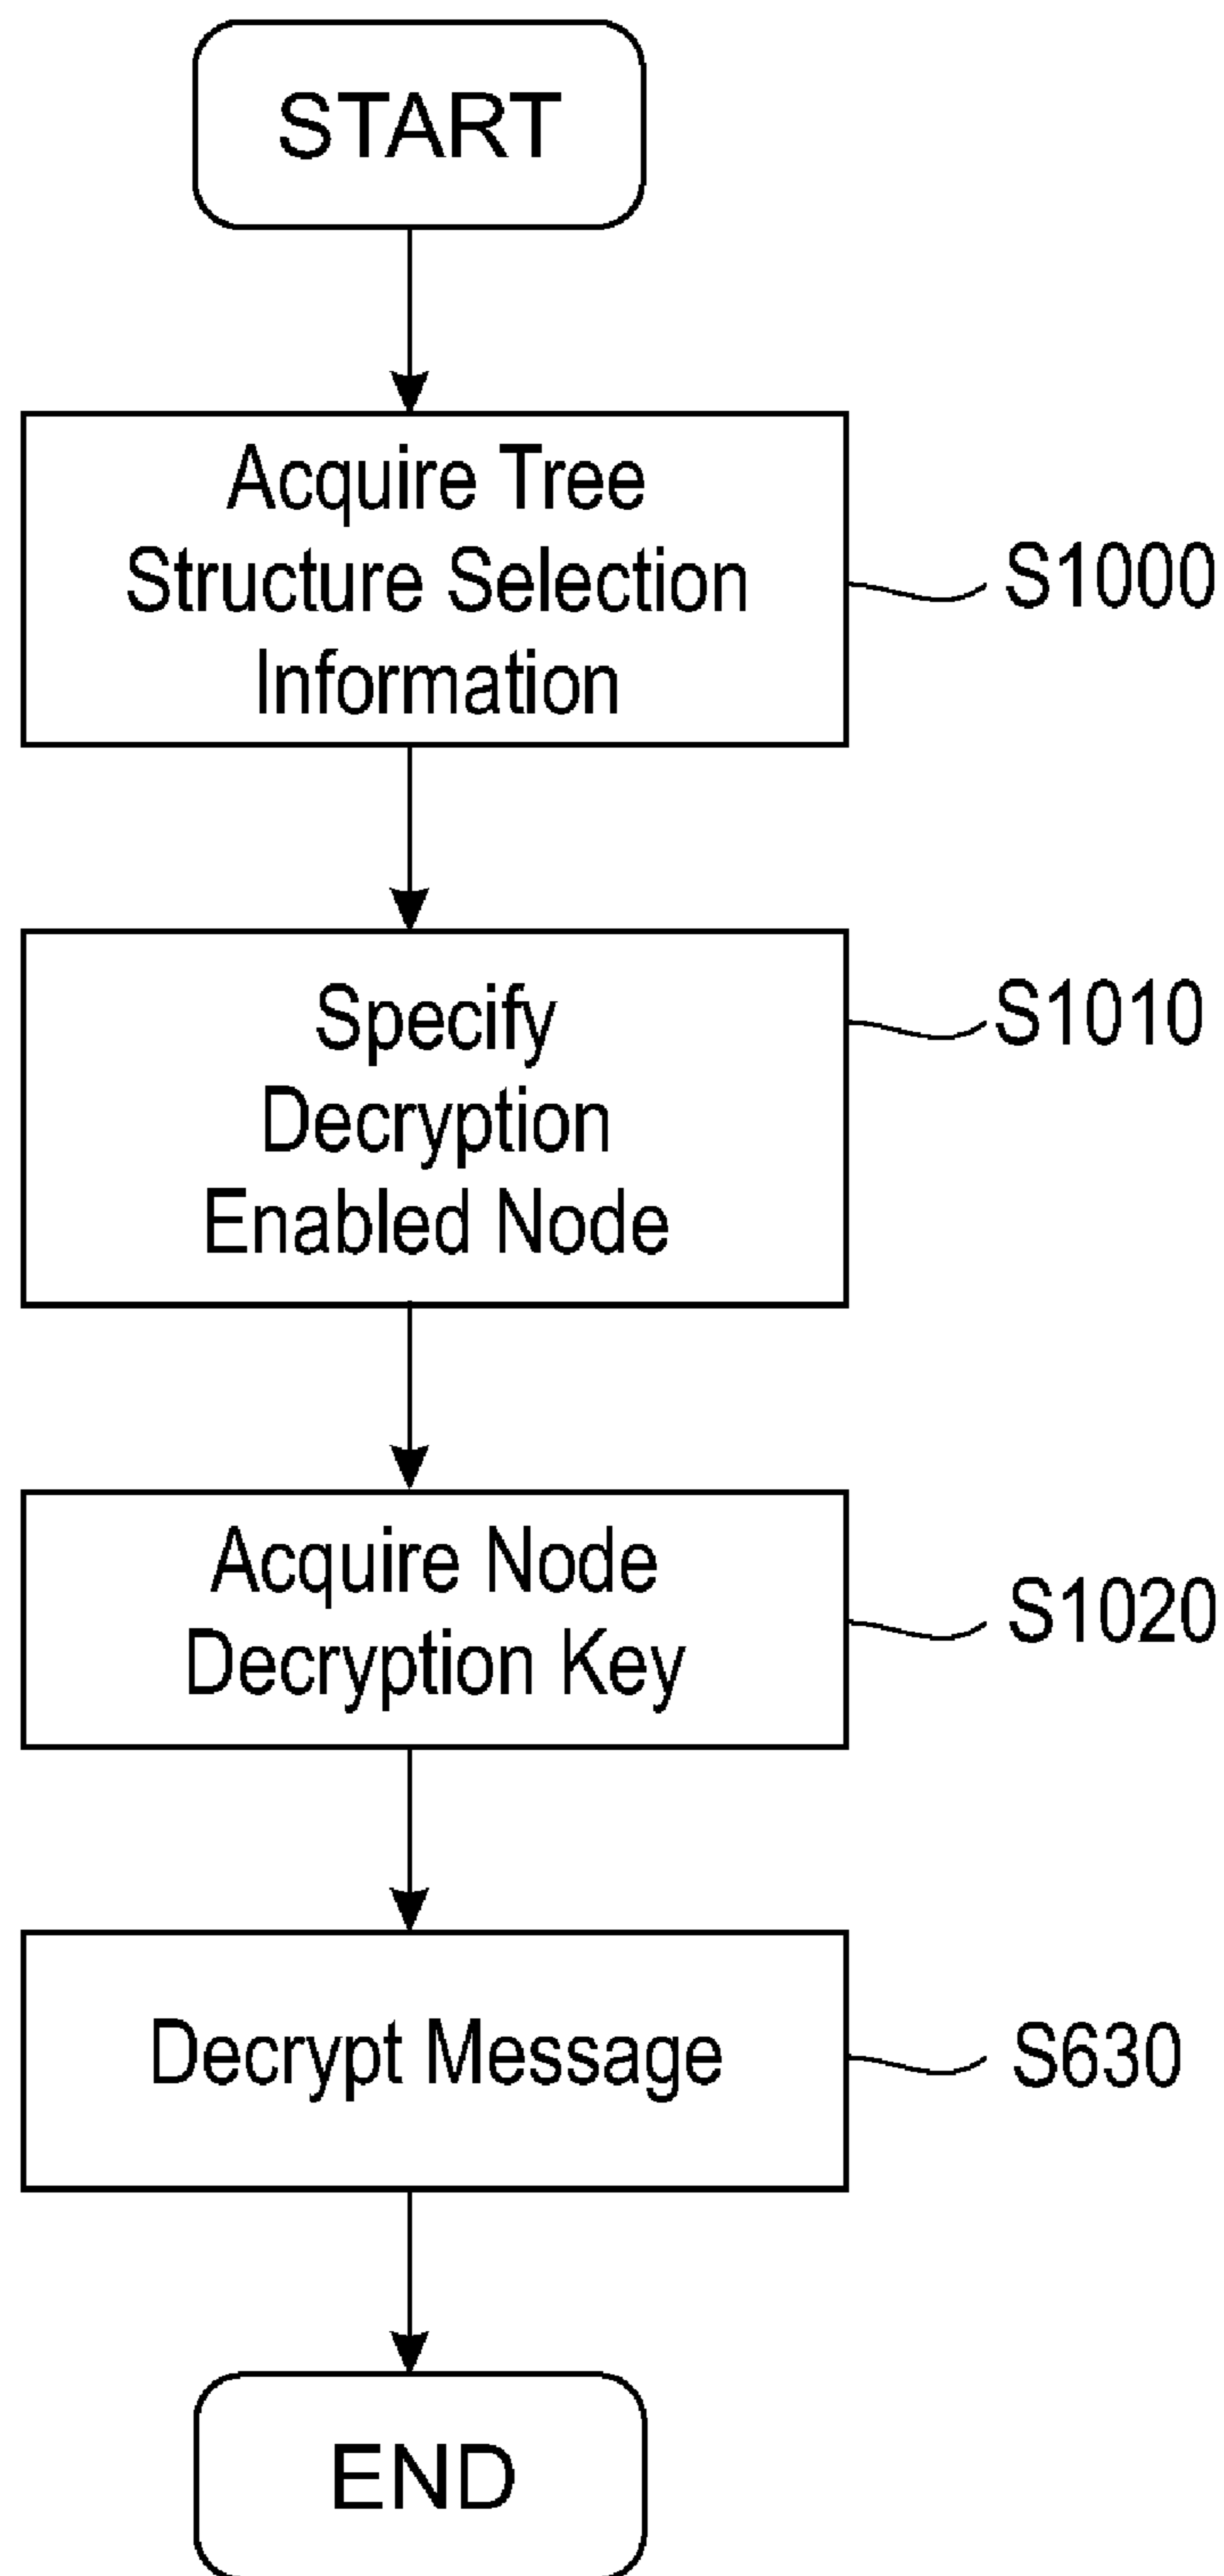 START
Acquire Tree
Structure Selection
Information
S1000
Specify
Decryption
Enabled Node
S1010
Acquire Node
Decryption Key
S1020
Decrypt Message
S630
END